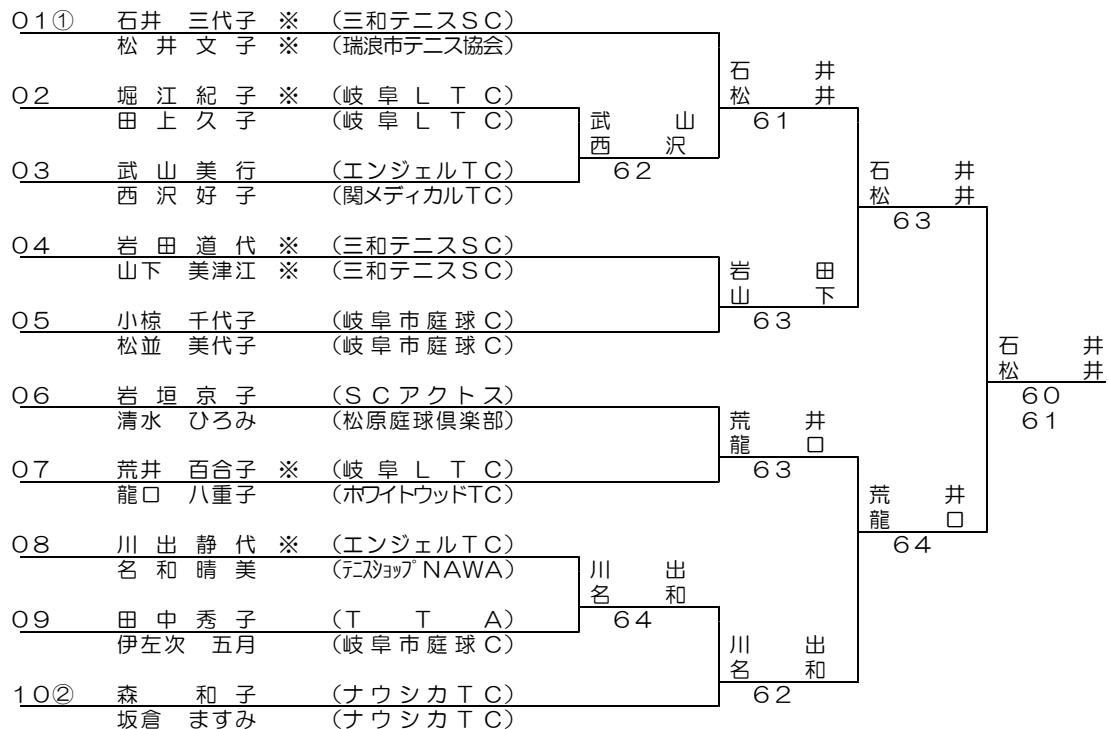 01① 石井 三代子 ※ (三和テニスSC)
松井文子 ※ (瑞浪市テニス協会)
石井
02 堀江紀子 ※ (岐阜LTC)
松井
田上久子 (岐阜LTC)
武山
61
西沢
03 武山美行 (エンジェルTC)
62
石井
西沢好子 (関メディカルTC)
松井
63
04 岩田道代 ※ (三和テニスSC)
山下 美津江 ※ (三和テニスSC)
岩田
山下
05 小椋 千代子 (岐阜市庭球C)
63
松並 美代子 (岐阜市庭球C)
石井
松井
06 岩垣京子 (SCアクトス)
60
清水 ひろみ (松原庭球倶楽部)
荒井
61
龍口
07 荒井 百合子 ※ (岐阜LTC)
63
龍口 八重子 (ホワイトウッドTC)
荒井
龍口
08 川出静代 ※ (エンジェルTC)
64
名和晴美 (テニスショップNAWA)
川出
名和
09 田中秀子 (TTA)
64
伊左次 五月 (岐阜市庭球C)
川出
名和
10② 森和子 (ナウシカTC)
62
坂倉 ますみ (ナウシカTC)